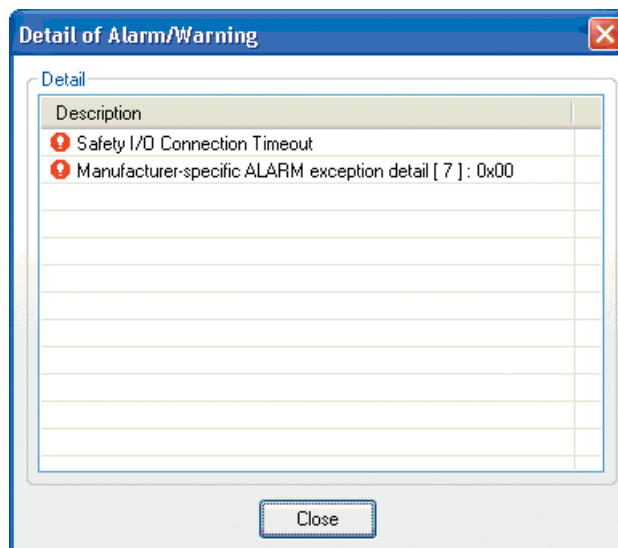 Detail of Alarm/Warning
Detail
Description
Safety I/O Connection Timeout
Manufacturer-specific ALARM exception detail [ 7 ] : 0x00
Close